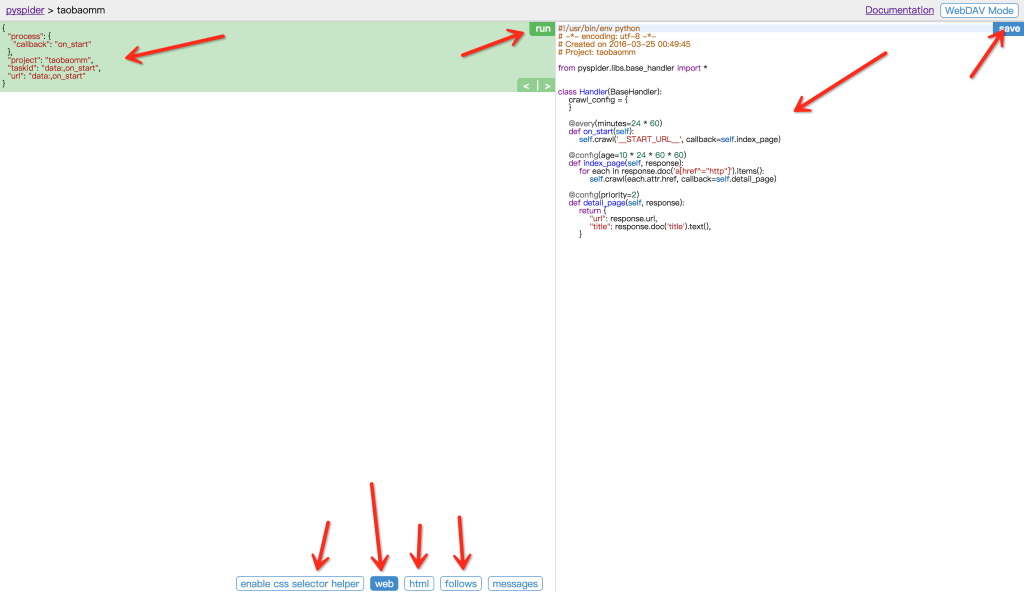 pyspider > taobaomm
Documentation
WebDAV Mode
{
"process": {
"callback": "on_start"
},
"project": "taobaomm",
"taskid": "data:,on_start",
"url": "data:,on_start"
}
run
< | >
enable css selector helper
web
html
follows
messages
save
#!/usr/bin/env python
# -*- encoding: utf-8 -*-
# Created on 2016-03-25 00:49:45
# Project: taobaomm
from pyspider.libs.base_handler import *
class Handler(BaseHandler):
crawl_config = {
}
@every(minutes=24 * 60)
def on_start(self):
self.crawl('__START_URL__', callback=self.index_page)
@config(age=10 * 24 * 60 * 60)
def index_page(self, response):
for each in response.doc('a[href^="http"]').items():
self.crawl(each.attr.href, callback=self.detail_page)
@config(priority=2)
def detail_page(self, response):
return {
"url": response.url,
"title": response.doc('title').text(),
}